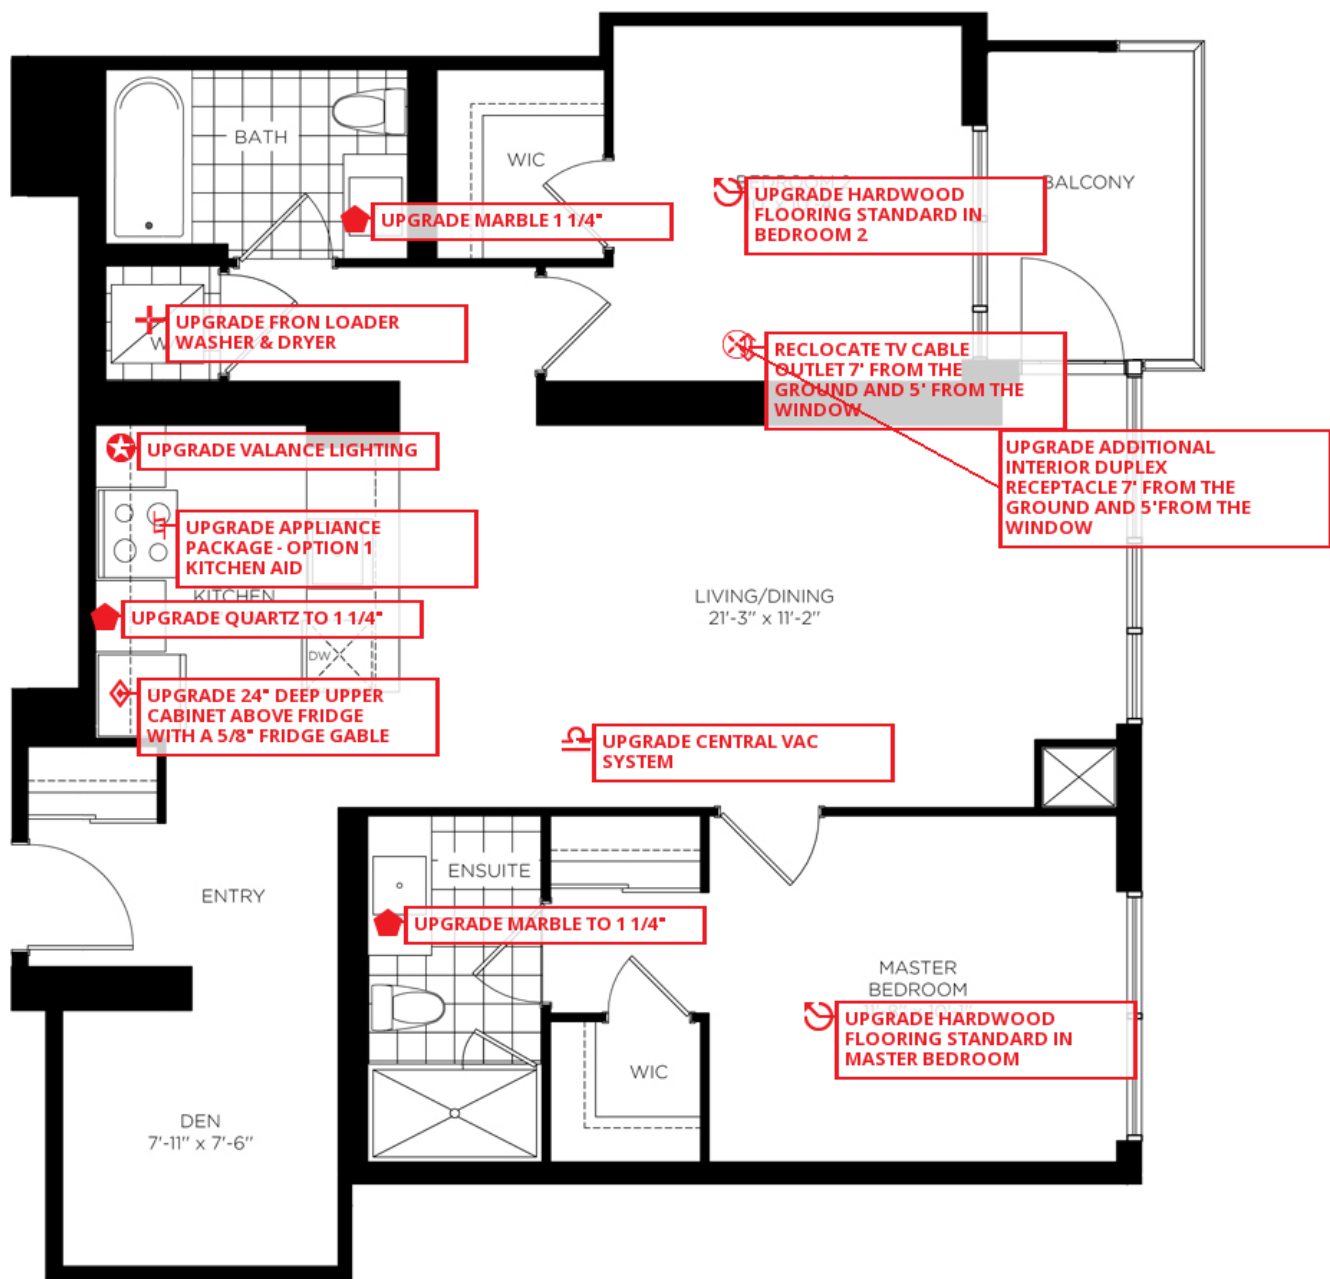 BATH
WIC
BALCONY
UPGRADE MARBLE 1 1/4"
UPGRADE HARDWOOD
FLOORING STANDARD IN
BEDROOM 2
UPGRADE FRON LOADER
WASHER & DRYER
W
RECLOCATE TV CABLE
OUTLET 7' FROM THE
GROUND AND 5' FROM THE
WINDOW
UPGRADE VALANCE LIGHTING
UPGRADE ADDITIONAL
INTERIOR DUPLEX
RECEPTACLE 7' FROM THE
GROUND AND 5'FROM THE
WINDOW
UPGRADE APPLIANCE
PACKAGE - OPTION 1
KITCHEN AID
KITCHEN
UPGRADE QUARTZ TO 1 1/4"
LIVING/DINING
21'-3" x 11'-2"
DW
UPGRADE 24" DEEP UPPER
CABINET ABOVE FRIDGE
WITH A 5/8" FRIDGE GABLE
UPGRADE CENTRAL VAC
SYSTEM
ENTRY
ENSUITE
UPGRADE MARBLE TO 1 1/4"
MASTER
BEDROOM
UPGRADE HARDWOOD
FLOORING STANDARD IN
MASTER BEDROOM
WIC
DEN
7'-11" x 7'-6"